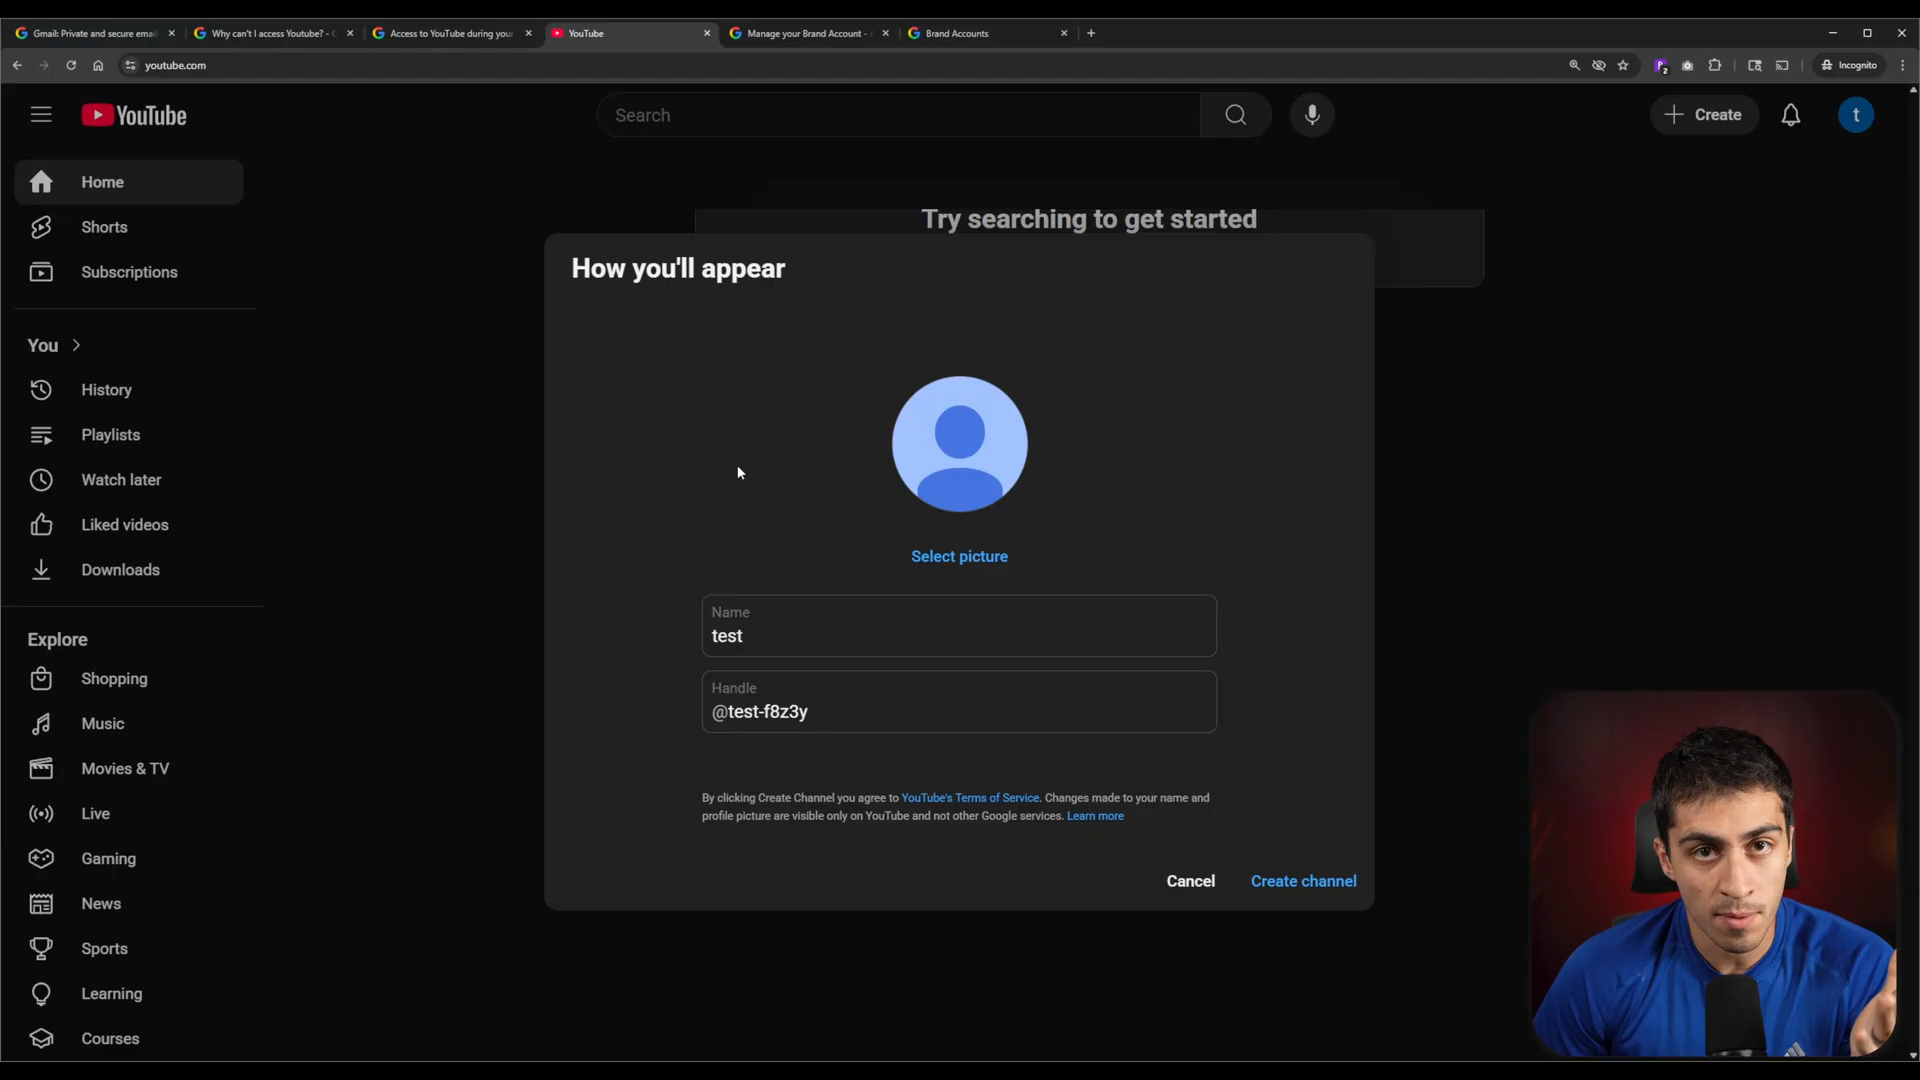 Gmail: Private and secure email
Why can't I access Youtube? - G
Access to YouTube during your
YouTube
Manage your Brand Account - A
Brand Accounts
youtube.com
2
Incognito
YouTube
Search
Create
t
Home
Shorts
Subscriptions
You
History
Playlists
Watch later
Liked videos
Downloads
Explore
Shopping
Music
Movies & TV
Live
Gaming
News
Sports
Learning
Courses
Try searching to get started
How you'll appear
Select picture
Name
test
Handle
@test-f8z3y
By clicking Create Channel you agree to YouTube's Terms of Service. Changes made to your name and
profile picture are visible only on YouTube and not other Google services. Learn more
Cancel
Create channel